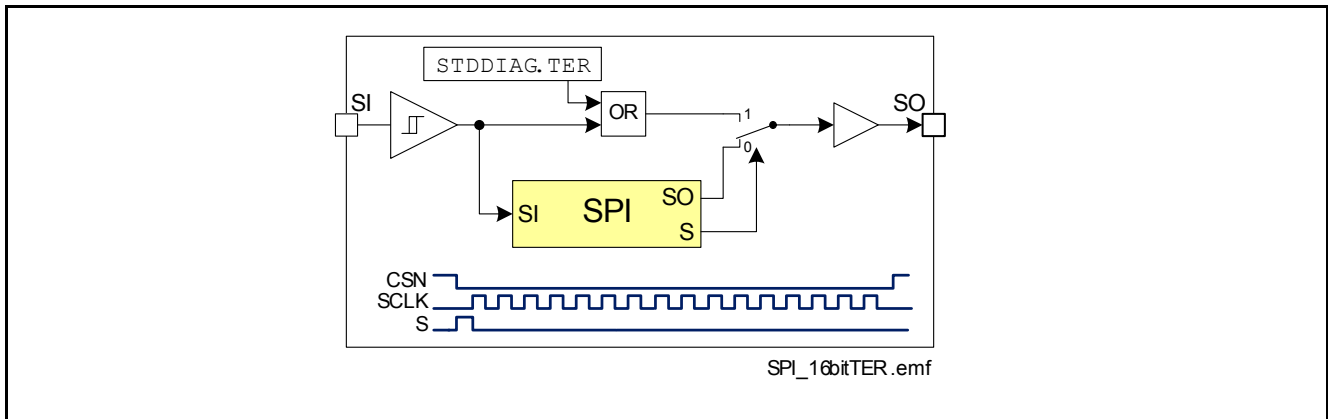 STDDIAG.TER
SI
SO
OR
1
0
SO
SI
SPI
S
CSN
SCLK
S
SPI_16bitTER.emf